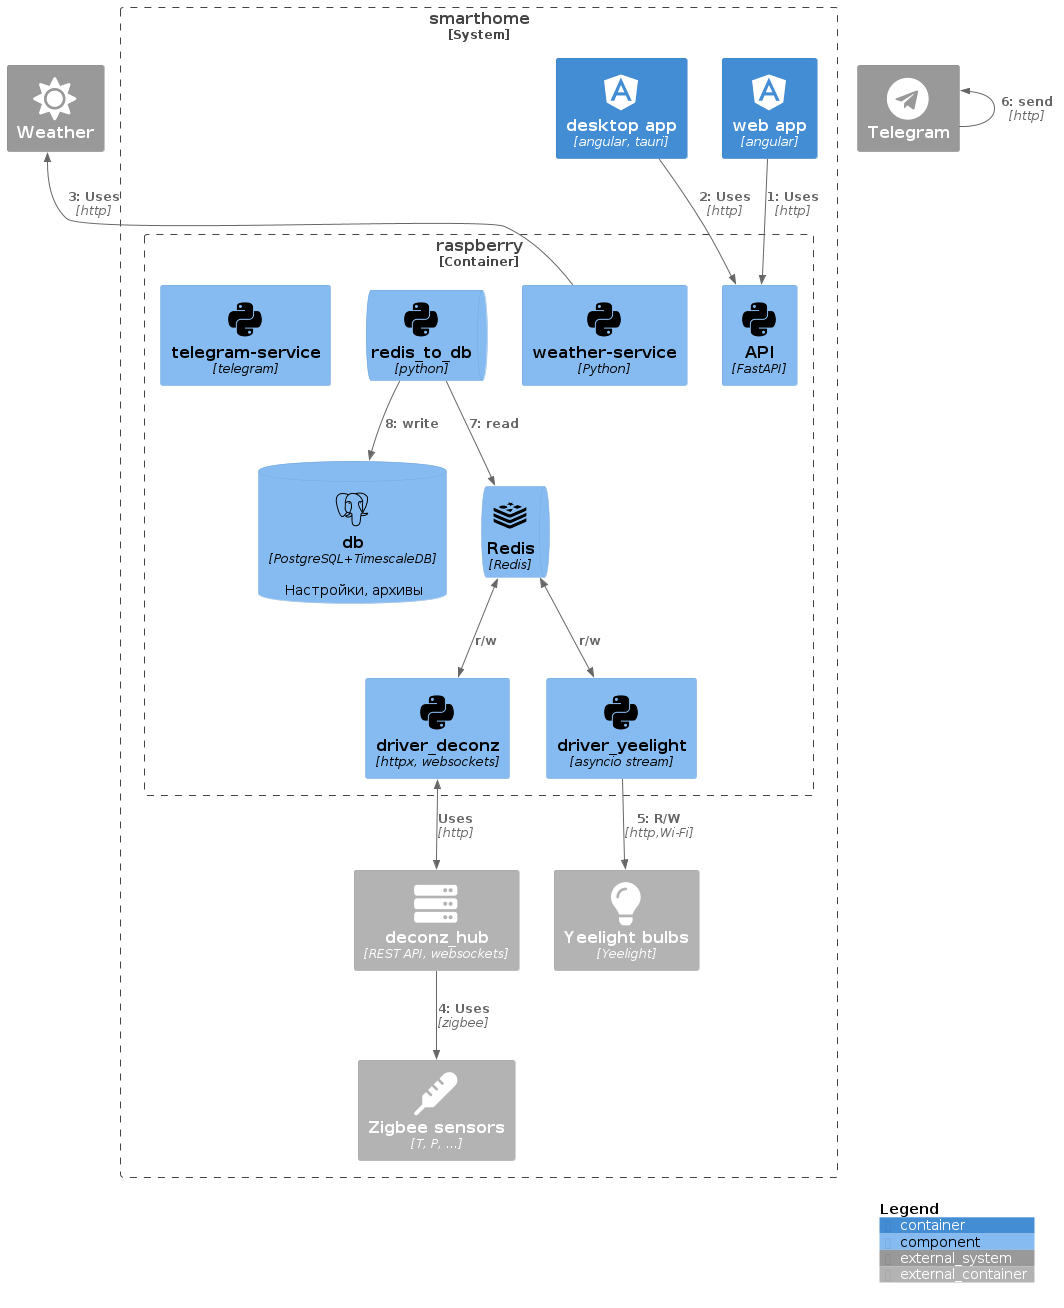 smarthome
[System]
Weather
desktop app
[angular, tauri]
web app
[angular]
Telegram
6: send
[http]
3: Uses
[http]
2: Uses
[http]
1: Uses
[http]
raspberry
[Container]
telegram-service
[telegram]
redis_to_db
[python]
weather-service
[Python]
API
[FastAPI]
8: write
7: read
db
[PostgreSQL+TimescaleDB]
Настройки, архивы
Redis
[Redis]
r/w
r/w
driver_deconz
[httpx, websockets]
driver_yeelight
[asyncio stream]
Uses
[http]
5: R/W
[http,Wi-Fi]
deconz_hub
[REST API, websockets]
Yeelight bulbs
[Yeelight]
4: Uses
[zigbee]
Zigbee sensors
[T, P, ...]
Legend
container
component
external_system
external_container